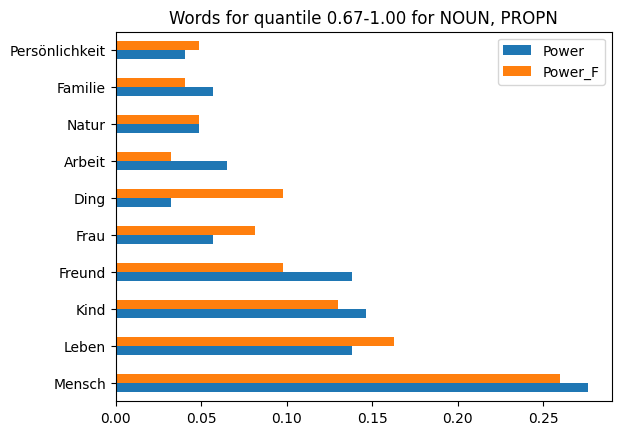 Words for quantile 0.67-1.00 for NOUN, PROPN
Power
Power_F
Persönlichkeit
Familie
Natur
Arbeit
Ding
Frau
Freund
Kind
Leben
Mensch
0.00 0.05 0.10 0.15 0.20 0.25